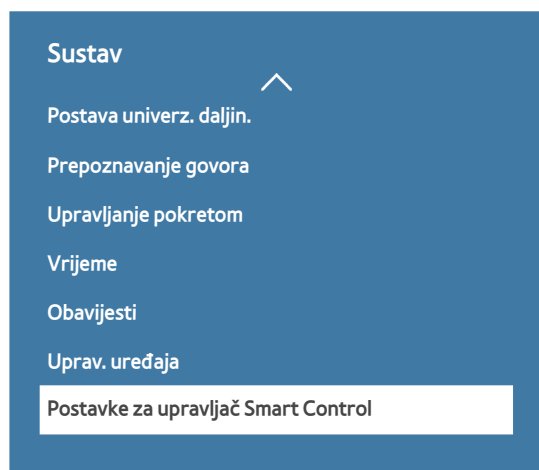 Sustav
Postava univerz. daljin.
Prepoznavanje govora
Upravljanje pokretom
Vrijeme
Obavijesti
Uprav. uređaja
Postavke za upravljač Smart Control